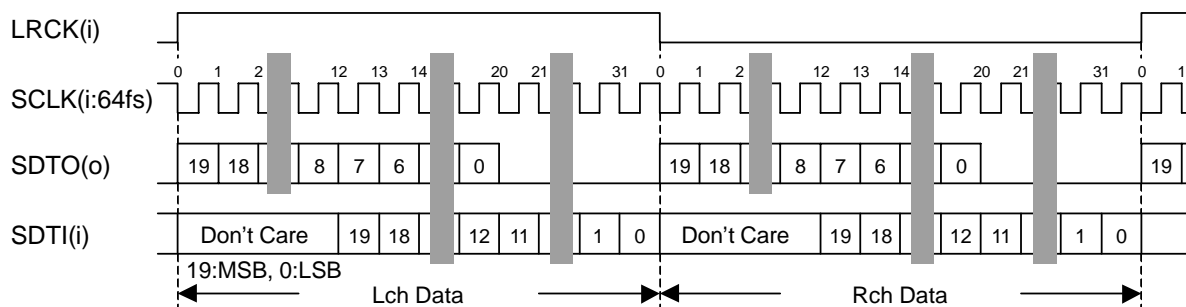 LRCK(i)
0 1 2 12 13 14 20 21 31 0 1 2 12 13 14 20 21 31 0 1
SCLK(i:64fs)
SDTO(o) 19 18 8 7 6 0 19 18 8 7 6 0 19
SDTI(i) Don't Care 19 18 12 11 1 0 Don't Care 19 18 12 11 1 0
19:MSB, 0:LSB
Lch Data Rch Data